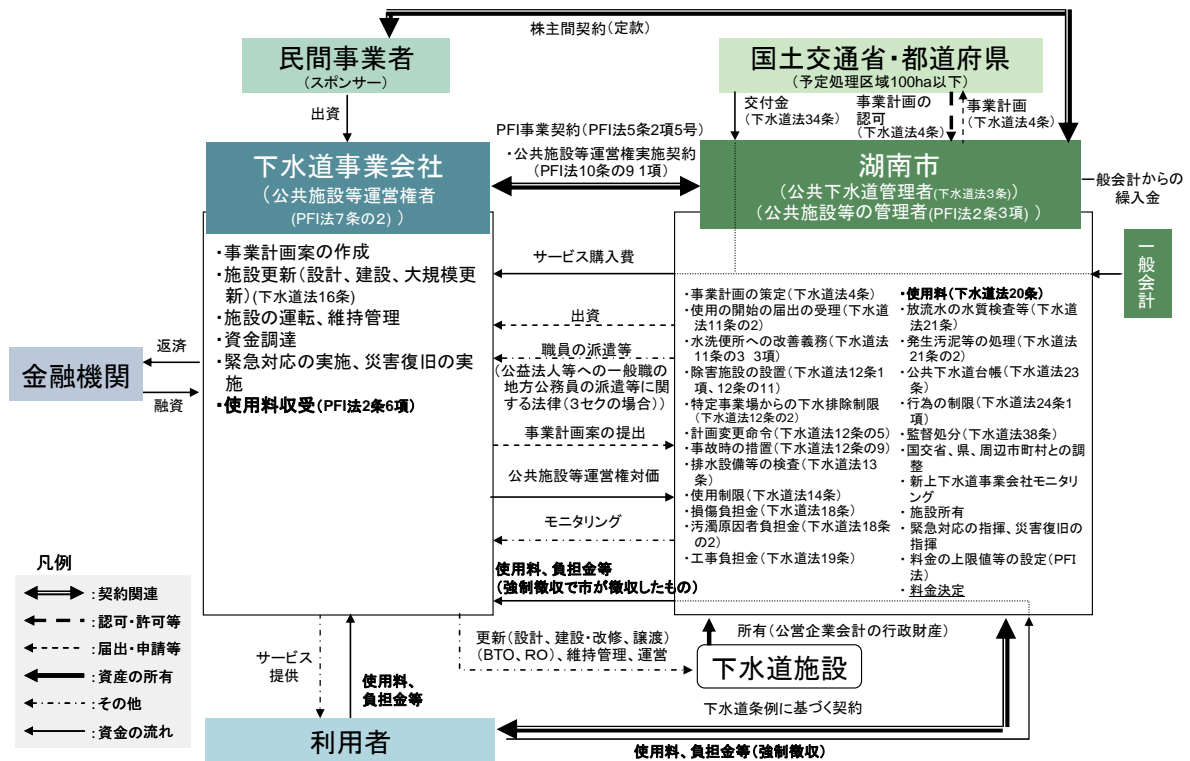 株主間契約（定款）
民間事業者
（スポンサー）
国土交通省・都道府県
（予定処理区域100ha以下）
出資
交付金
（下水道法34条）
事業計画の
認可
（下水道法4条）
事業計画
（下水道法4条）
PFI事業契約（PFI法5条2項5号）
・公共施設等運営権実施契約
（PFI法10条の9 1項）
下水道事業会社
（公共施設等運営権者
（PFI法7条の2））
湖南市
（公共下水道管理者（下水道法3条））
（公共施設等の管理者（PFI法2条3項））
一般会計からの
繰入金
一般会計
・事業計画案の作成
・施設更新（設計、建設、大規模更
新）（下水道法16条）
・施設の運転、維持管理
・資金調達
・緊急対応の実施、災害復旧の実
施
・使用料収受（PFI法2条6項）
金融機関
返済
融資
サービス購入費
出資
職員の派遣等
（公益法人等への一般職の
地方公務員の派遣等に関
する法律（3セクの場合））
事業計画案の提出
公共施設等運営権対価
モニタリング
使用料、負担金等
（強制徴収で市が徴収したもの）
・事業計画の策定（下水道法4条）
・使用の開始の届出の受理（下水道
法11条の2）
・水洗便所への改善義務（下水道法
11条の3 3項）
・除害施設の設置（下水道法12条1
項、12条の11）
・特定事業場からの下水排除制限
（下水道法12条の2）
・計画変更命令（下水道法12条の5）
・事故時の措置（下水道法12条の9）
・排水設備等の検査（下水道法13
条）
・使用制限（下水道法14条）
・損傷負担金（下水道法18条）
・汚濁原因者負担金（下水道法18条
の2）
・工事負担金（下水道法19条）
・使用料（下水道法20条）
・放流水の水質検査等（下水道
法21条）
・発生汚泥等の処理（下水道法
21条の2）
・公共下水道台帳（下水道法23
条）
・行為の制限（下水道法24条1
項）
・監督処分（下水道法38条）
・国交省、県、周辺市町村との調
整
・新上下水道事業会社モニタリ
ング
・施設所有
・緊急対応の指揮、災害復旧の
指揮
・料金の上限値等の設定（PFI
法）
・料金決定
凡例
：契約関連
：認可・許可等
：届出・申請等
：資産の所有
：その他
：資金の流れ
サービス
提供
使用料、
負担金等
更新（設計、建設・改修、譲渡）
（BTO、RO）、維持管理、運営
所有（公営企業会計の行政財産）
下水道施設
下水道条例に基づく契約
利用者
使用料、負担金等（強制徴収）